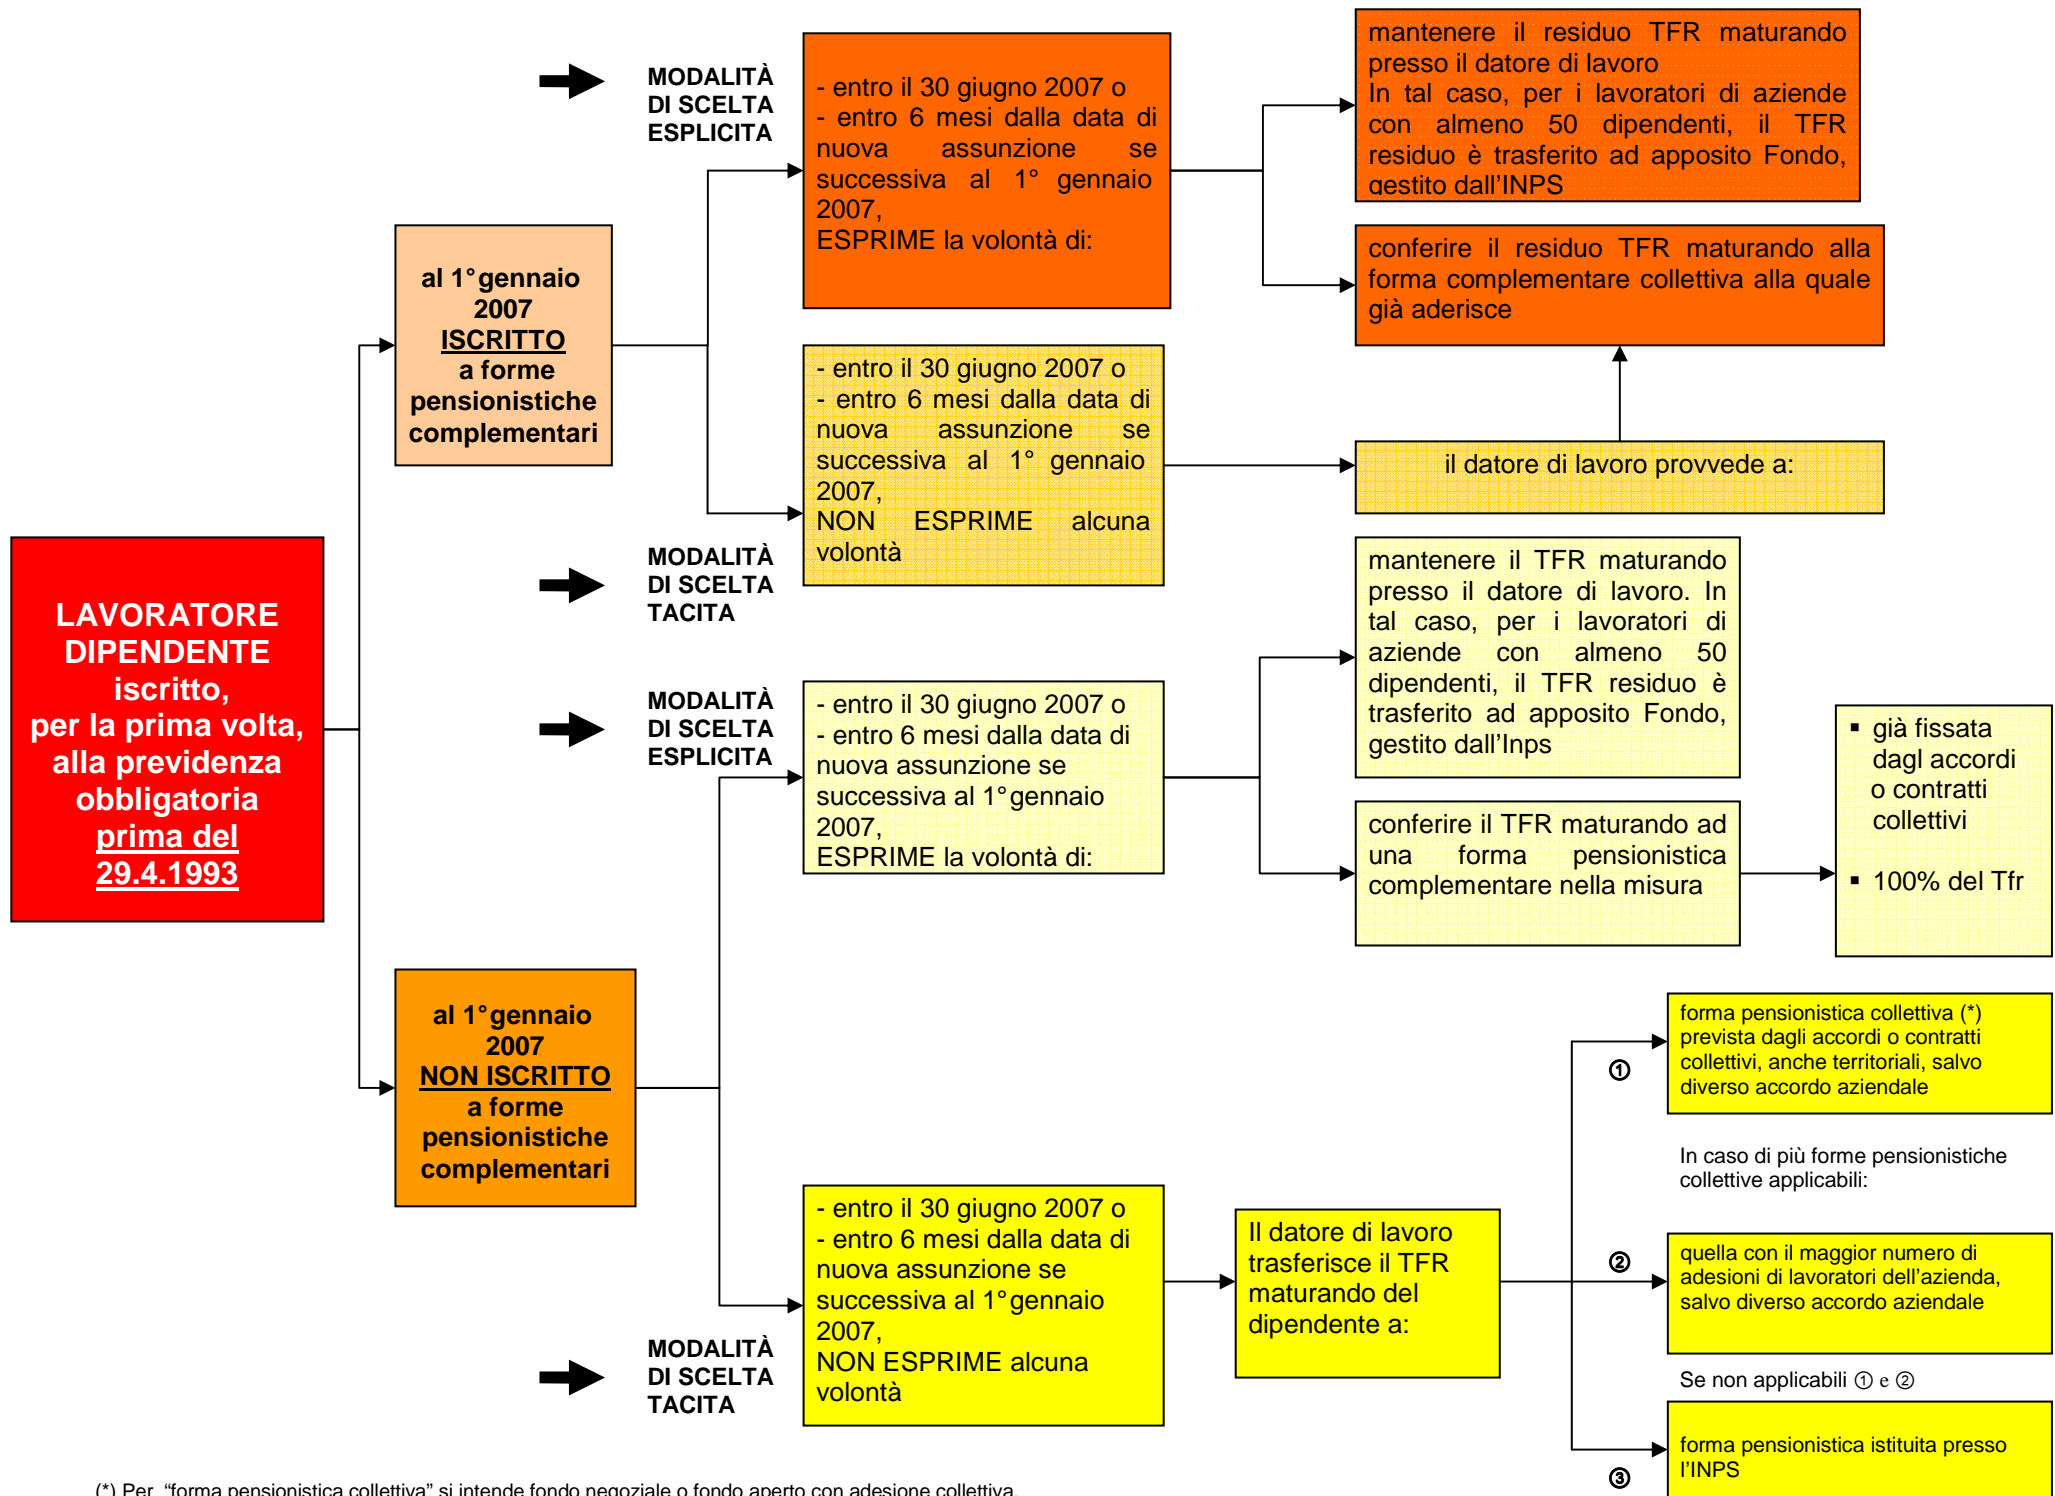 LAVORATORE
DIPENDENTE
iscritto,
per la prima volta,
alla previdenza
obbligatoria
prima del
29.4.1993
al 1° gennaio
2007
ISCRITTO
a forme
pensionistiche
complementari
MODALITÀ
DI SCELTA
ESPLICITA
- entro il 30 giugno 2007 o
- entro 6 mesi dalla data di
nuova assunzione se
successiva al 1° gennaio
2007,
ESPRIME la volontà di:
mantenere il residuo TFR maturando
presso il datore di lavoro
In tal caso, per i lavoratori di aziende
con almeno 50 dipendenti, il TFR
residuo è trasferito ad apposito Fondo,
gestito dall'INPS
conferire il residuo TFR maturando alla
forma complementare collettiva alla quale
già aderisce
MODALITÀ
DI SCELTA
TACITA
- entro il 30 giugno 2007 o
- entro 6 mesi dalla data di
nuova assunzione se
successiva al 1° gennaio
2007,
NON ESPRIME alcuna
volontà
il datore di lavoro provvede a:
al 1° gennaio
2007
NON ISCRITTO
a forme
pensionistiche
complementari
MODALITÀ
DI SCELTA
ESPLICITA
- entro il 30 giugno 2007 o
- entro 6 mesi dalla data di
nuova assunzione se
successiva al 1° gennaio
2007,
ESPRIME la volontà di:
mantenere il TFR maturando
presso il datore di lavoro. In
tal caso, per i lavoratori di
aziende con almeno 50
dipendenti, il TFR residuo è
trasferito ad apposito Fondo,
gestito dall'Inps
conferire il TFR maturando ad
una forma pensionistica
complementare nella misura
▪ già fissata
dagl accordi
o contratti
collettivi
▪ 100% del Tfr
MODALITÀ
DI SCELTA
TACITA
- entro il 30 giugno 2007 o
- entro 6 mesi dalla data di
nuova assunzione se
successiva al 1° gennaio
2007,
NON ESPRIME alcuna
volontà
Il datore di lavoro
trasferisce il TFR
maturando del
dipendente a:
①
forma pensionistica collettiva (*)
prevista dagli accordi o contratti
collettivi, anche territoriali, salvo
diverso accordo aziendale
In caso di più forme pensionistiche
collettive applicabili:
②
quella con il maggior numero di
adesioni di lavoratori dell'azienda,
salvo diverso accordo aziendale
Se non applicabili ① e ②
③
forma pensionistica istituita presso
l'INPS
(*) Per "forma pensionistica collettiva" si intende fondo negoziale o fondo aperto con adesione collettiva.